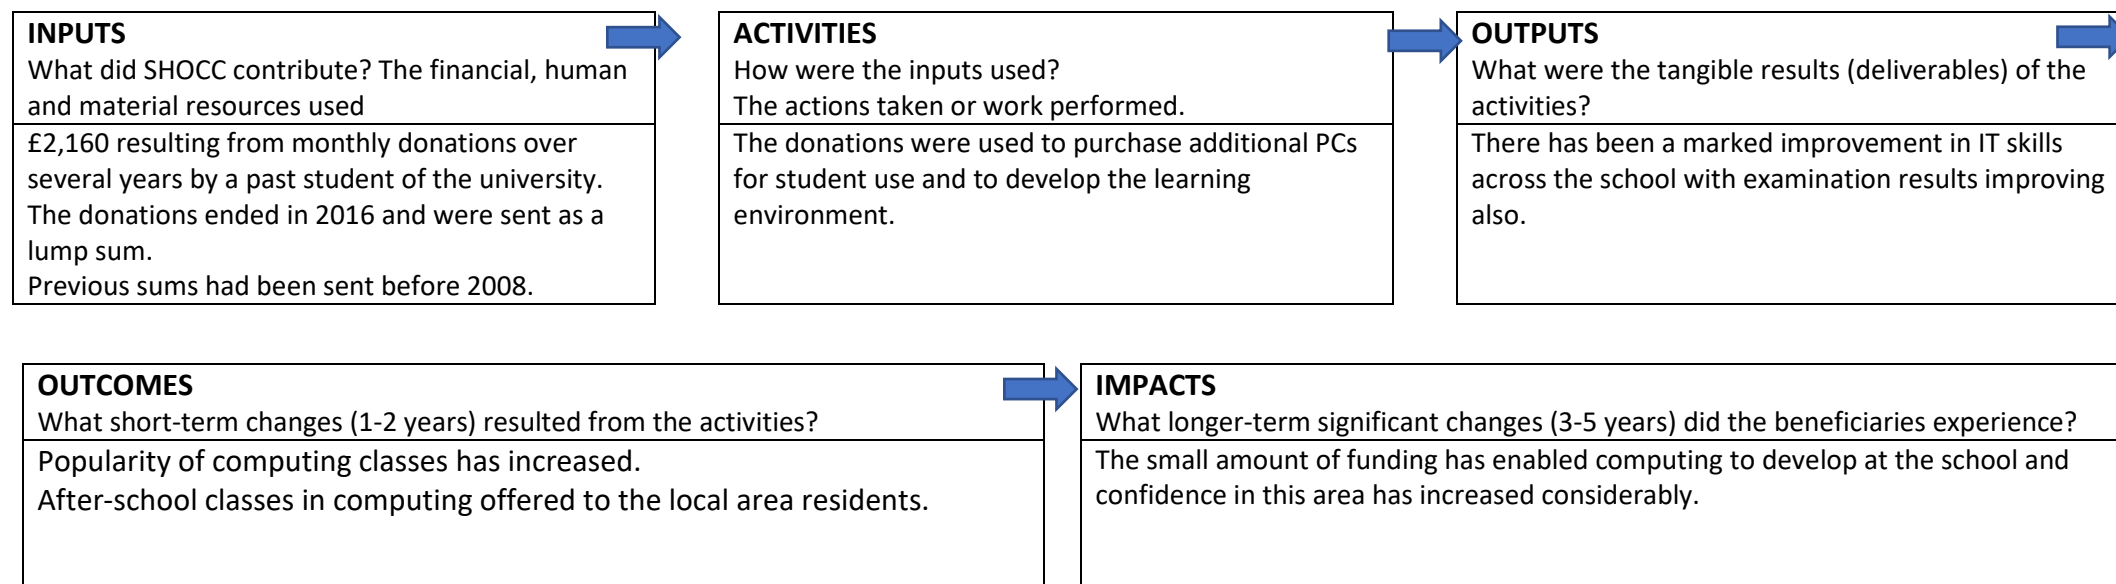 INPUTS
What did SHOCC contribute? The financial, human
and material resources used
£2,160 resulting from monthly donations over
several years by a past student of the university.
The donations ended in 2016 and were sent as a
lump sum.
Previous sums had been sent before 2008.
ACTIVITIES
How were the inputs used?
The actions taken or work performed.
The donations were used to purchase additional PCs
for student use and to develop the learning
environment.
OUTPUTS
What were the tangible results (deliverables) of the
activities?
There has been a marked improvement in IT skills
across the school with examination results improving
also.
OUTCOMES
What short-term changes (1-2 years) resulted from the activities?
Popularity of computing classes has increased.
After-school classes in computing offered to the local area residents.
IMPACTS
What longer-term significant changes (3-5 years) did the beneficiaries experience?
The small amount of funding has enabled computing to develop at the school and
confidence in this area has increased considerably.